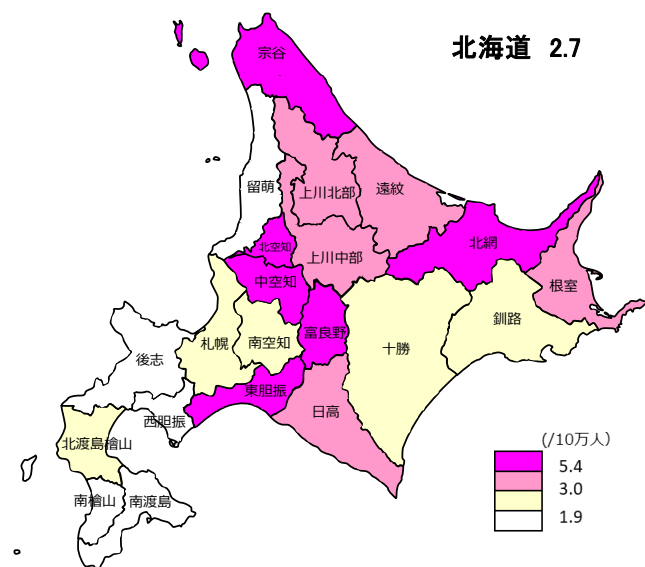 北海道 2.7
宗谷
留萌
上川北部
遠紋
北空知
上川中部
北網
中空知
根室
札幌
南空知
富良野
十勝
釧路
後志
東胆振
西胆振
日高
北渡島檜山
南檜山
南渡島
(/10万人)
5.4
3.0
1.9